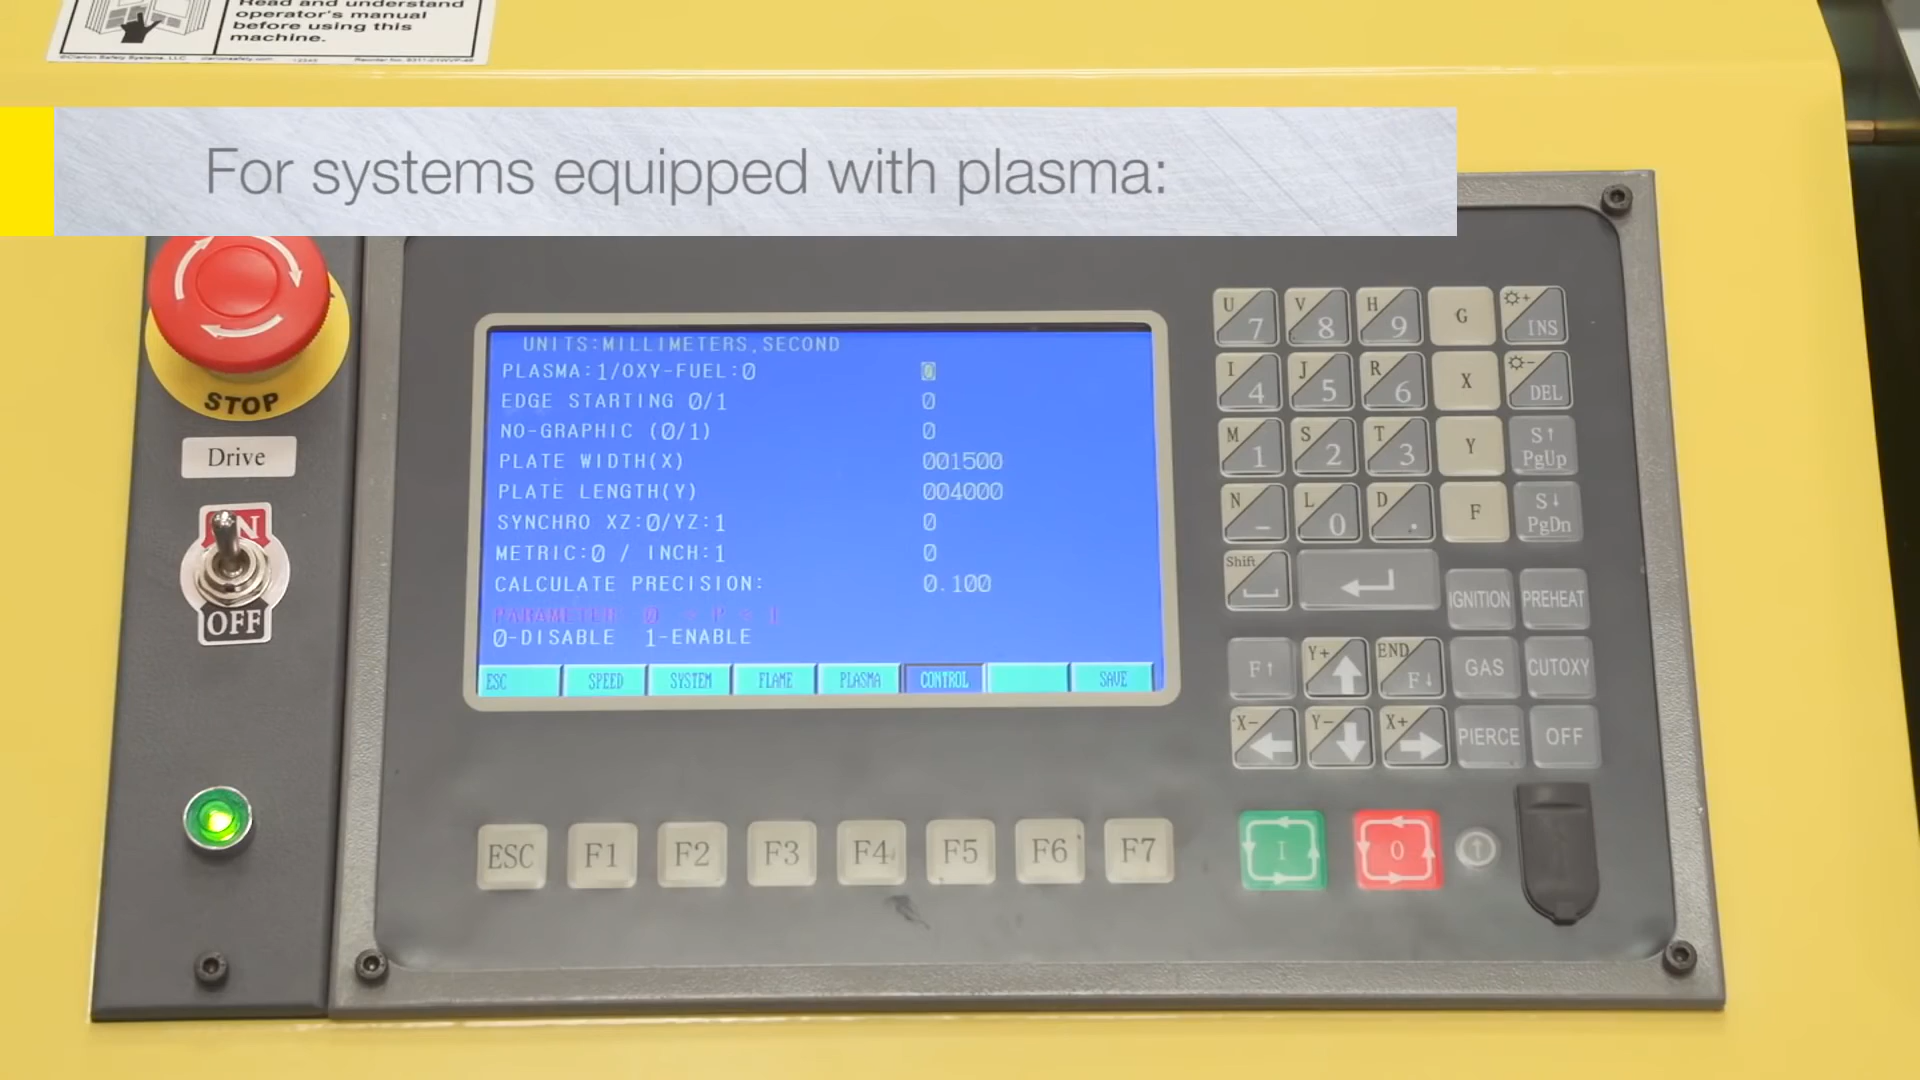 Read and understand
operator's manual
before using this
machine.
For systems equipped with plasma:
STOP
Drive
ON
OFF
UNITS:MILLIMETERS,SECOND
PLASMA:1/OXY-FUEL:0 0
EDGE STARTING 0/1 0
NO-GRAPHIC (0/1) 0
PLATE WIDTH(X) 001500
PLATE LENGTH(Y) 004000
SYNCHRO XZ:0/YZ:1 0
METRIC:0 / INCH:1 0
CALCULATE PRECISION: 0.100
0-DISABLE 1-ENABLE
ESC SPEED SYSTEM FLAME PLASMA CONTROL SAVE
U 7 V 8 H 9 G INS
I 4 J 5 R 6 X DEL
M 1 S 2 T 3 Y S↑ PgUp
N - L 0 D . F S↓ PgDn
Shift IGNITION PREHEAT
F↑ Y+ END F↓ GAS CUTOXY
X- Y- X+ PIERCE OFF
ESC F1 F2 F3 F4 F5 F6 F7 I O